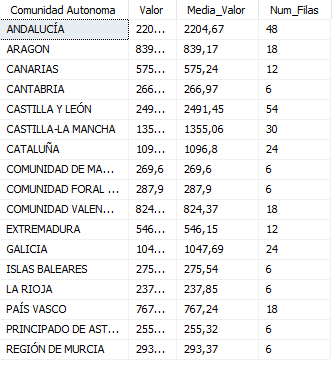 Comunidad Autonoma Valor Media_Valor Num_Filas
ANDALUCÍA 220... 2204,67 48
ARAGON 839... 839,17 18
CANARIAS 575... 575,24 12
CANTABRIA 266... 266,97 6
CASTILLA Y LEÓN 249... 2491,45 54
CASTILLA-LA MANCHA 135... 1355,06 30
CATALUÑA 109... 1096,8 24
COMUNIDAD DE MA... 269,6 269,6 6
COMUNIDAD FORAL ... 287,9 287,9 6
COMUNIDAD VALEN... 824... 824,37 18
EXTREMADURA 546... 546,15 12
GALICIA 104... 1047,69 24
ISLAS BALEARES 275... 275,54 6
LA RIOJA 237... 237,85 6
PAÍS VASCO 767... 767,24 18
PRINCIPADO DE AST... 255... 255,32 6
REGIÓN DE MURCIA 293... 293,37 6